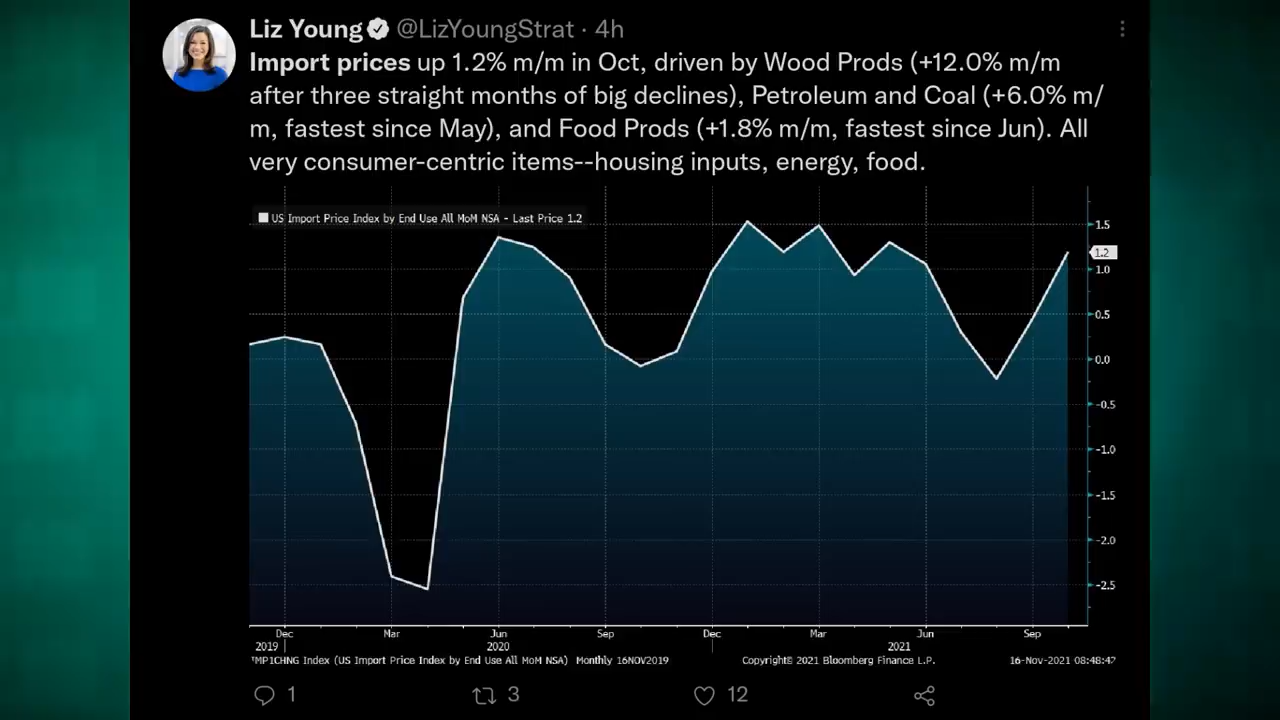 Liz Young @LizYoungStrat · 4h
Import prices up 1.2% m/m in Oct, driven by Wood Prods (+12.0% m/m
after three straight months of big declines), Petroleum and Coal (+6.0% m/
m, fastest since May), and Food Prods (+1.8% m/m, fastest since Jun). All
very consumer-centric items--housing inputs, energy, food.
US Import Price Index by End Use All MoM NSA - Last Price 1.2
1.5
1.2
1.0
0.5
0.0
-0.5
-1.0
-1.5
-2.0
-2.5
Dec Mar Jun Sep Dec Mar Jun Sep
2019 2020 2021
IMP1CHNG Index (US Import Price Index by End Use All MoM NSA) Monthly 16NOV2019 Copyright© 2021 Bloomberg Finance L.P. 16-Nov-2021 08:48:47
1 3 12